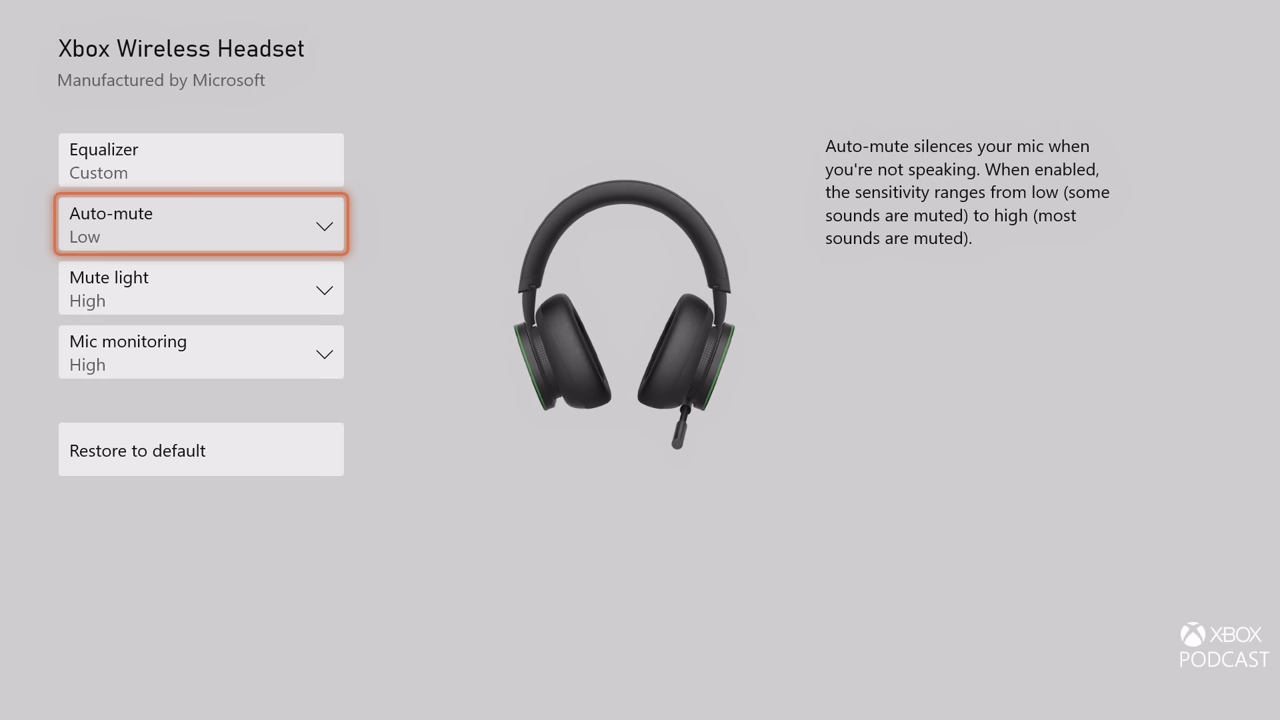 Xbox Wireless Headset
Manufactured by Microsoft
Equalizer
Custom
Auto-mute
Low
Mute light
High
Mic monitoring
High
Restore to default
Auto-mute silences your mic when
you're not speaking. When enabled,
the sensitivity ranges from low (some
sounds are muted) to high (most
sounds are muted).
XBOX
PODCAST